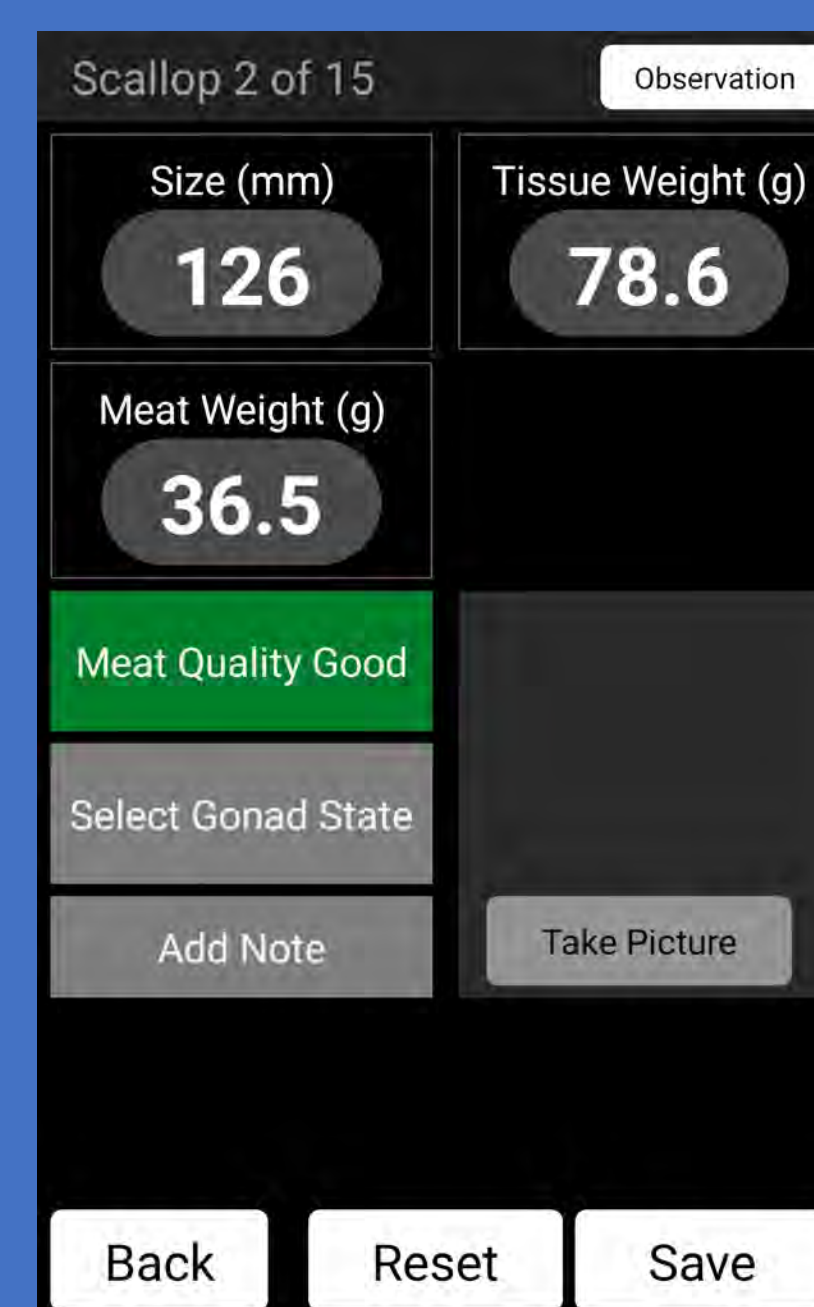 Scallop 2 of 15
Observation
Size (mm)
126
Tissue Weight (g)
78.6
Meat Weight (g)
36.5
Meat Quality Good
Select Gonad State
Add Note
Take Picture
Back
Reset
Save